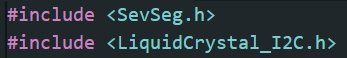 #include <SevSeg.h>
#include <LiquidCrystal_I2C.h>